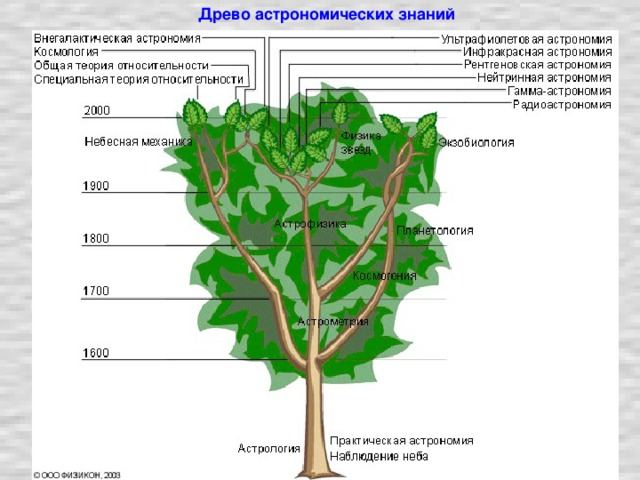 Древо астрономических знаний
Внегалактическая астрономия
Космология
Общая теория относительности
Специальная теория относительности
Ультрафиолетовая астрономия
Инфракрасная астрономия
Рентгеновская астрономия
Нейтринная астрономия
Гамма-астрономия
Радиоастрономия
2000
Небесная механика
Физика
звезд
Экзобиология
1900
Астрофизика
Планетология
1800
Космогония
1700
Астрометрия
1600
Астрология
Практическая астрономия
Наблюдение неба
© ООО ФИЗИКОН, 2003